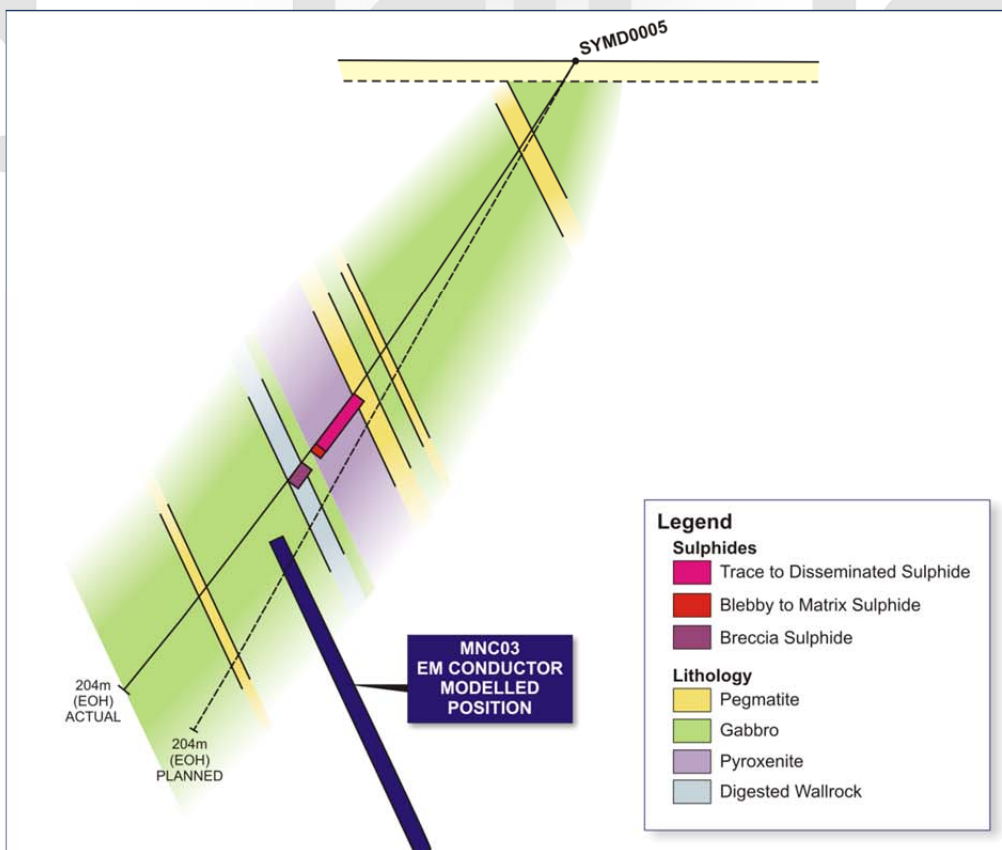 SYMD0005
204m
(EOH)
ACTUAL
204m
(EOH)
PLANNED
MNC03
EM CONDUCTOR
MODELLED
POSITION
Legend
Sulphides
Trace to Disseminated Sulphide
Blebby to Matrix Sulphide
Breccia Sulphide
Lithology
Pegmatite
Gabbro
Pyroxenite
Digested Wallrock